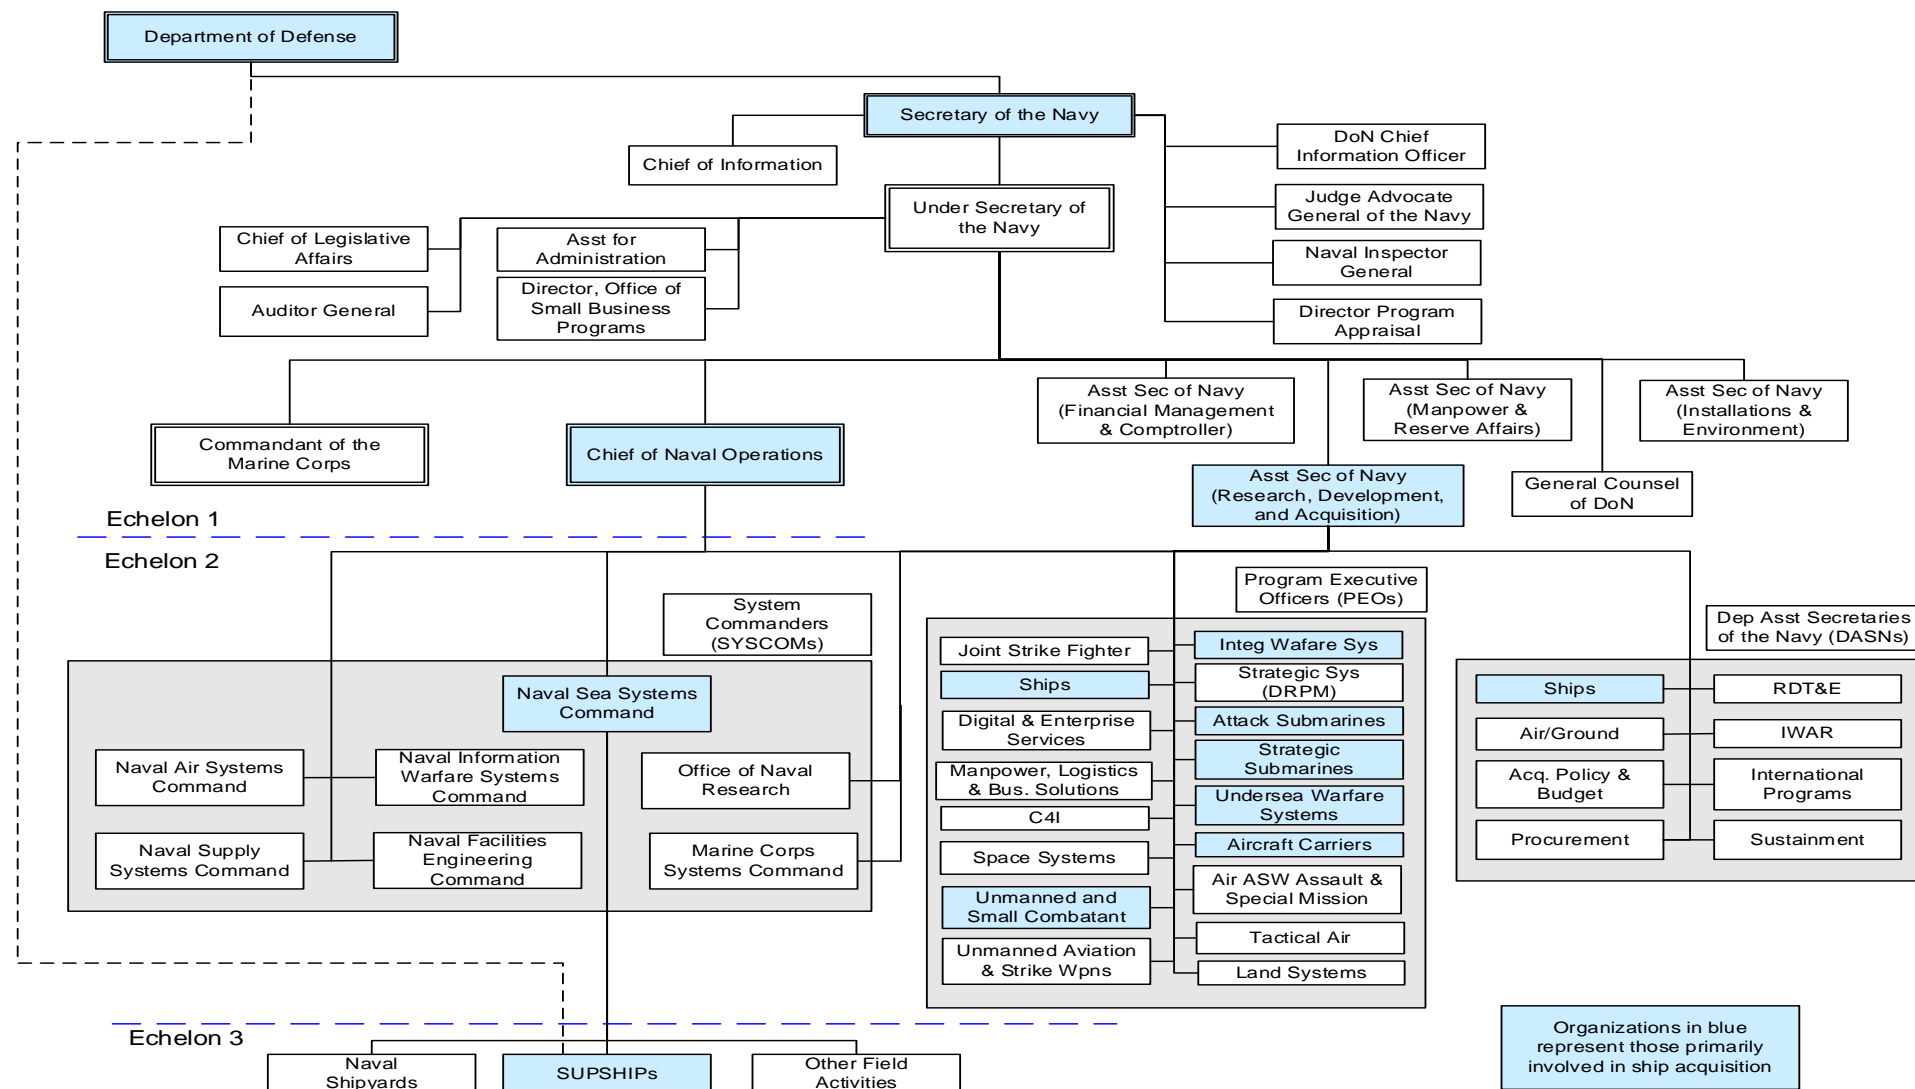 Department of Defense
Secretary of the Navy
Chief of Information
DoN Chief
Information Officer
Under Secretary of
the Navy
Judge Advocate
General of the Navy
Chief of Legislative
Affairs
Asst for
Administration
Naval Inspector
General
Auditor General
Director, Office of
Small Business
Programs
Director Program
Appraisal
Commandant of the
Marine Corps
Chief of Naval Operations
Asst Sec of Navy
(Financial Management
& Comptroller)
Asst Sec of Navy
(Manpower &
Reserve Affairs)
Asst Sec of Navy
(Installations &
Environment)
Asst Sec of Navy
(Research, Development,
and Acquisition)
General Counsel
of DoN
Echelon 1
Echelon 2
System
Commanders
(SYSCOMs)
Naval Sea Systems
Command
Naval Air Systems
Command
Naval Information
Warfare Systems
Command
Office of Naval
Research
Naval Supply
Systems Command
Naval Facilities
Engineering
Command
Marine Corps
Systems Command
Program Executive
Officers (PEOs)
Joint Strike Fighter
Integ Wafare Sys
Ships
Strategic Sys
(DRPM)
Digital & Enterprise
Services
Attack Submarines
Strategic
Submarines
Manpower, Logistics
& Bus. Solutions
Undersea Warfare
Systems
C4I
Aircraft Carriers
Space Systems
Air ASW Assault &
Special Mission
Unmanned and
Small Combatant
Tactical Air
Unmanned Aviation
& Strike Wpns
Land Systems
Dep Asst Secretaries
of the Navy (DASNs)
Ships
RDT&E
Air/Ground
IWAR
Acq. Policy &
Budget
International
Programs
Procurement
Sustainment
Echelon 3
Naval
Shipyards
SUPSHIPs
Other Field
Activities
Organizations in blue
represent those primarily
involved in ship acquisition